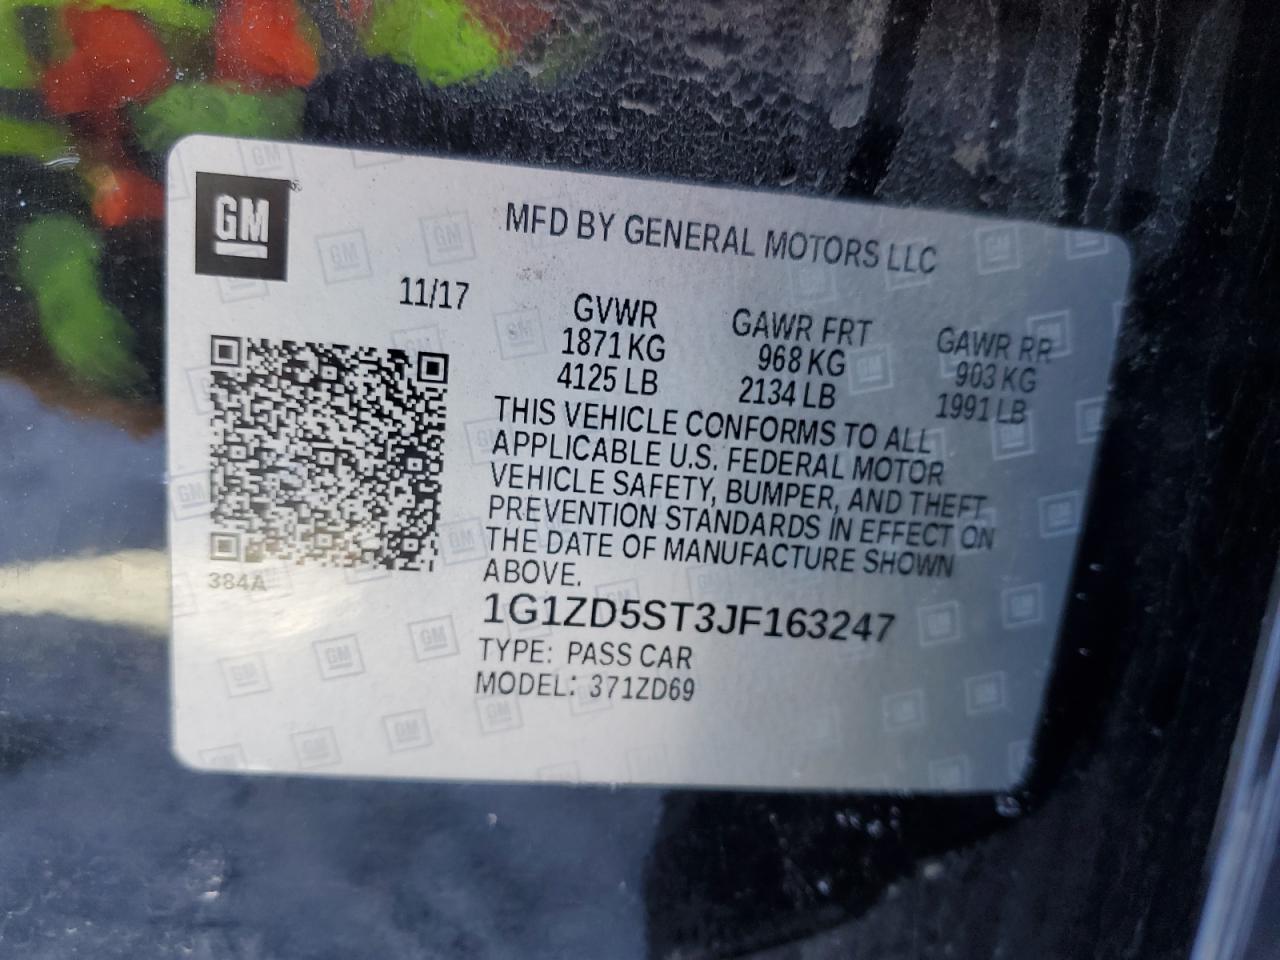 GM
MFD BY GENERAL MOTORS LLC
11/17
GVWR
1871 KG
4125 LB
GAWR FRT
968 KG
2134 LB
GAWR RR
903 KG
1991 LB
THIS VEHICLE CONFORMS TO ALL
APPLICABLE U.S. FEDERAL MOTOR
VEHICLE SAFETY, BUMPER, AND THEFT
PREVENTION STANDARDS IN EFFECT ON
THE DATE OF MANUFACTURE SHOWN
ABOVE.
384A
1G1ZD5ST3JF163247
TYPE: PASS CAR
MODEL: 371ZD69